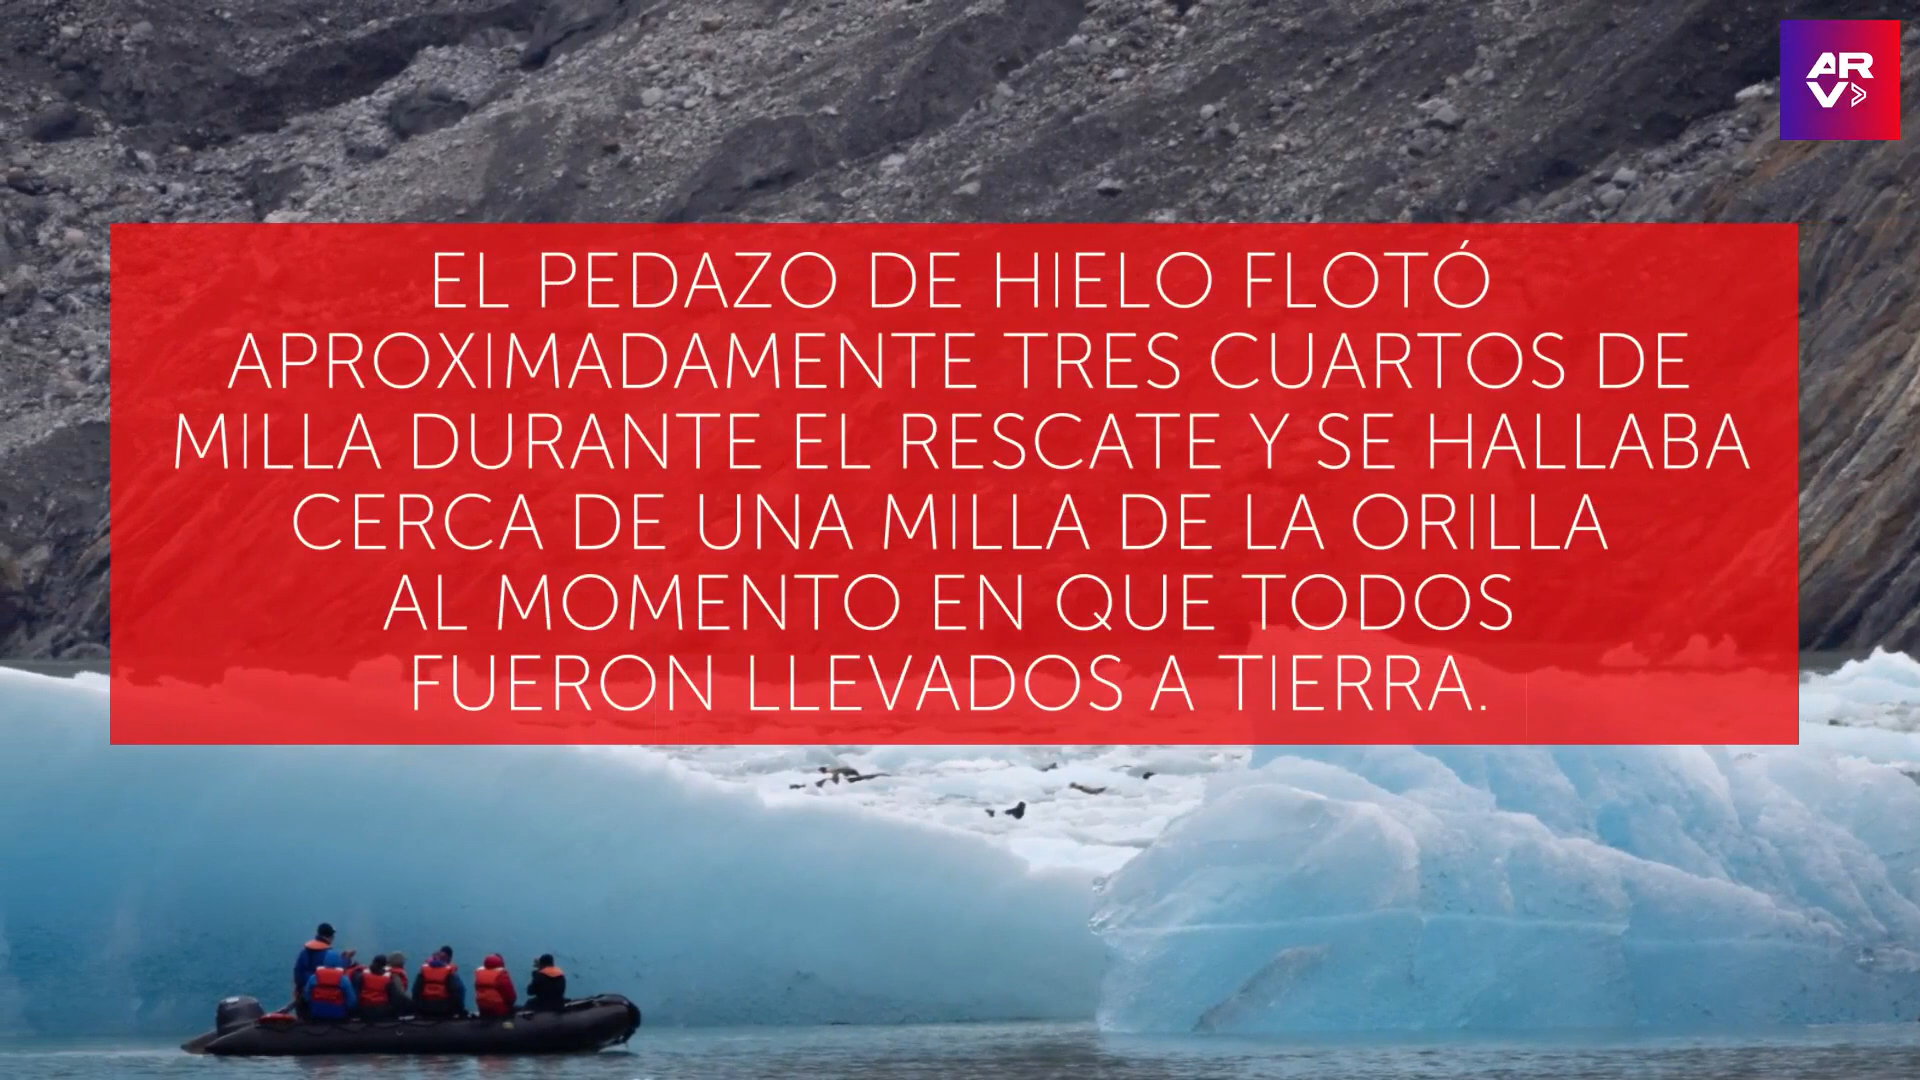 AR
V
EL PEDAZO DE HIELO FLOTÓ
APROXIMADAMENTE TRES CUARTOS DE
MILLA DURANTE EL RESCATE Y SE HALLABA
CERCA DE UNA MILLA DE LA ORILLA
AL MOMENTO EN QUE TODOS
FUERON LLEVADOS A TIERRA.